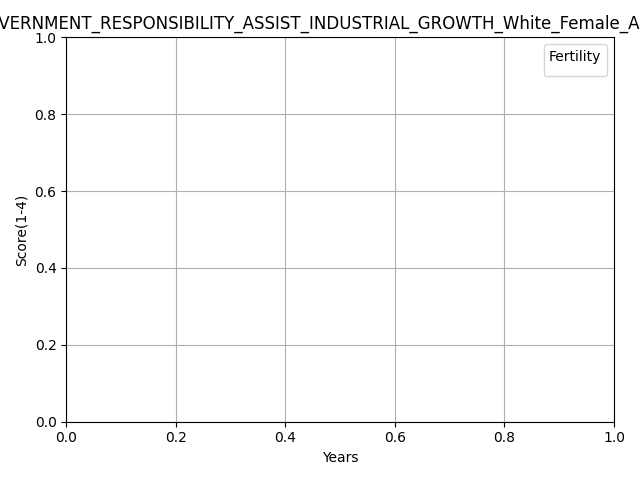 VERNMENT_RESPONSIBILITY_ASSIST_INDUSTRIAL_GROWTH_White_Female_A
Fertility
1.0
0.8
0.6
0.4
0.2
0.0
Score(1-4)
0.0 0.2 0.4 0.6 0.8 1.0
Years